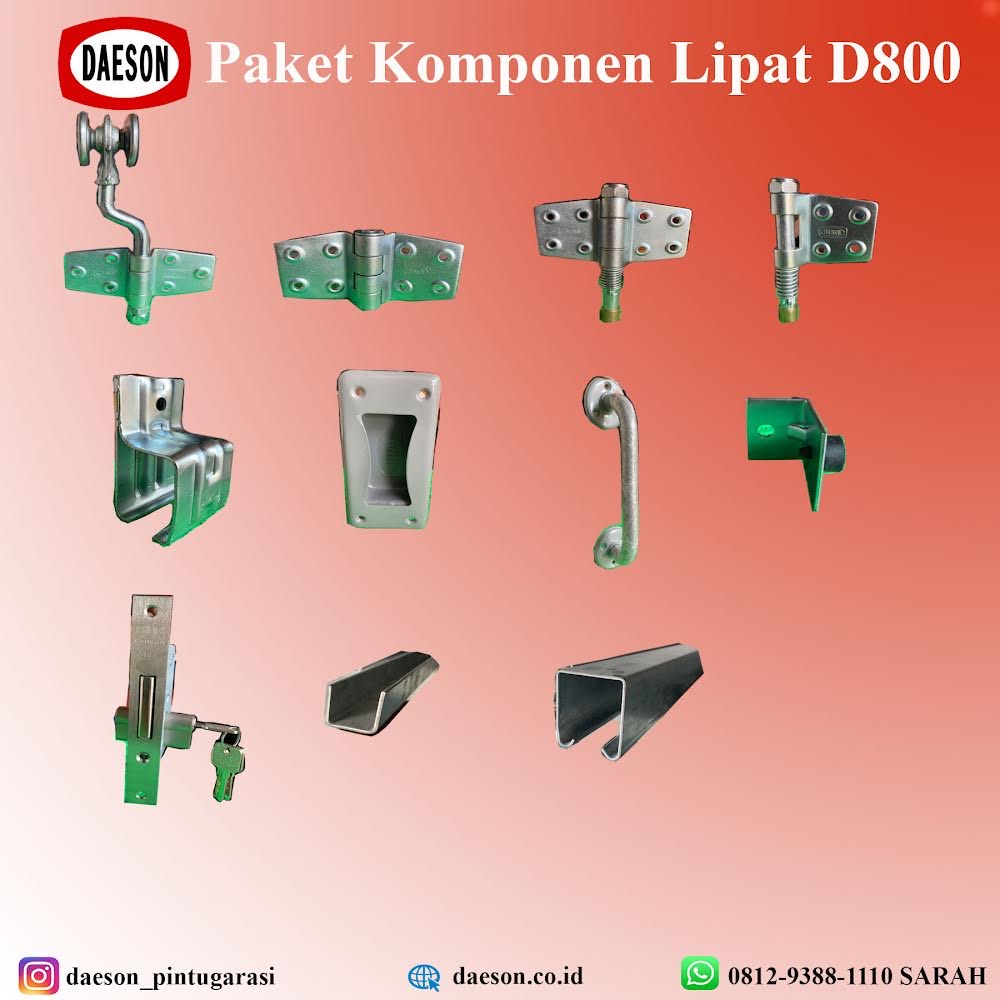 DAESON
Paket Komponen Lipat D800
daeson_pintugarasi
daeson.co.id
0812-9388-1110 SARAH